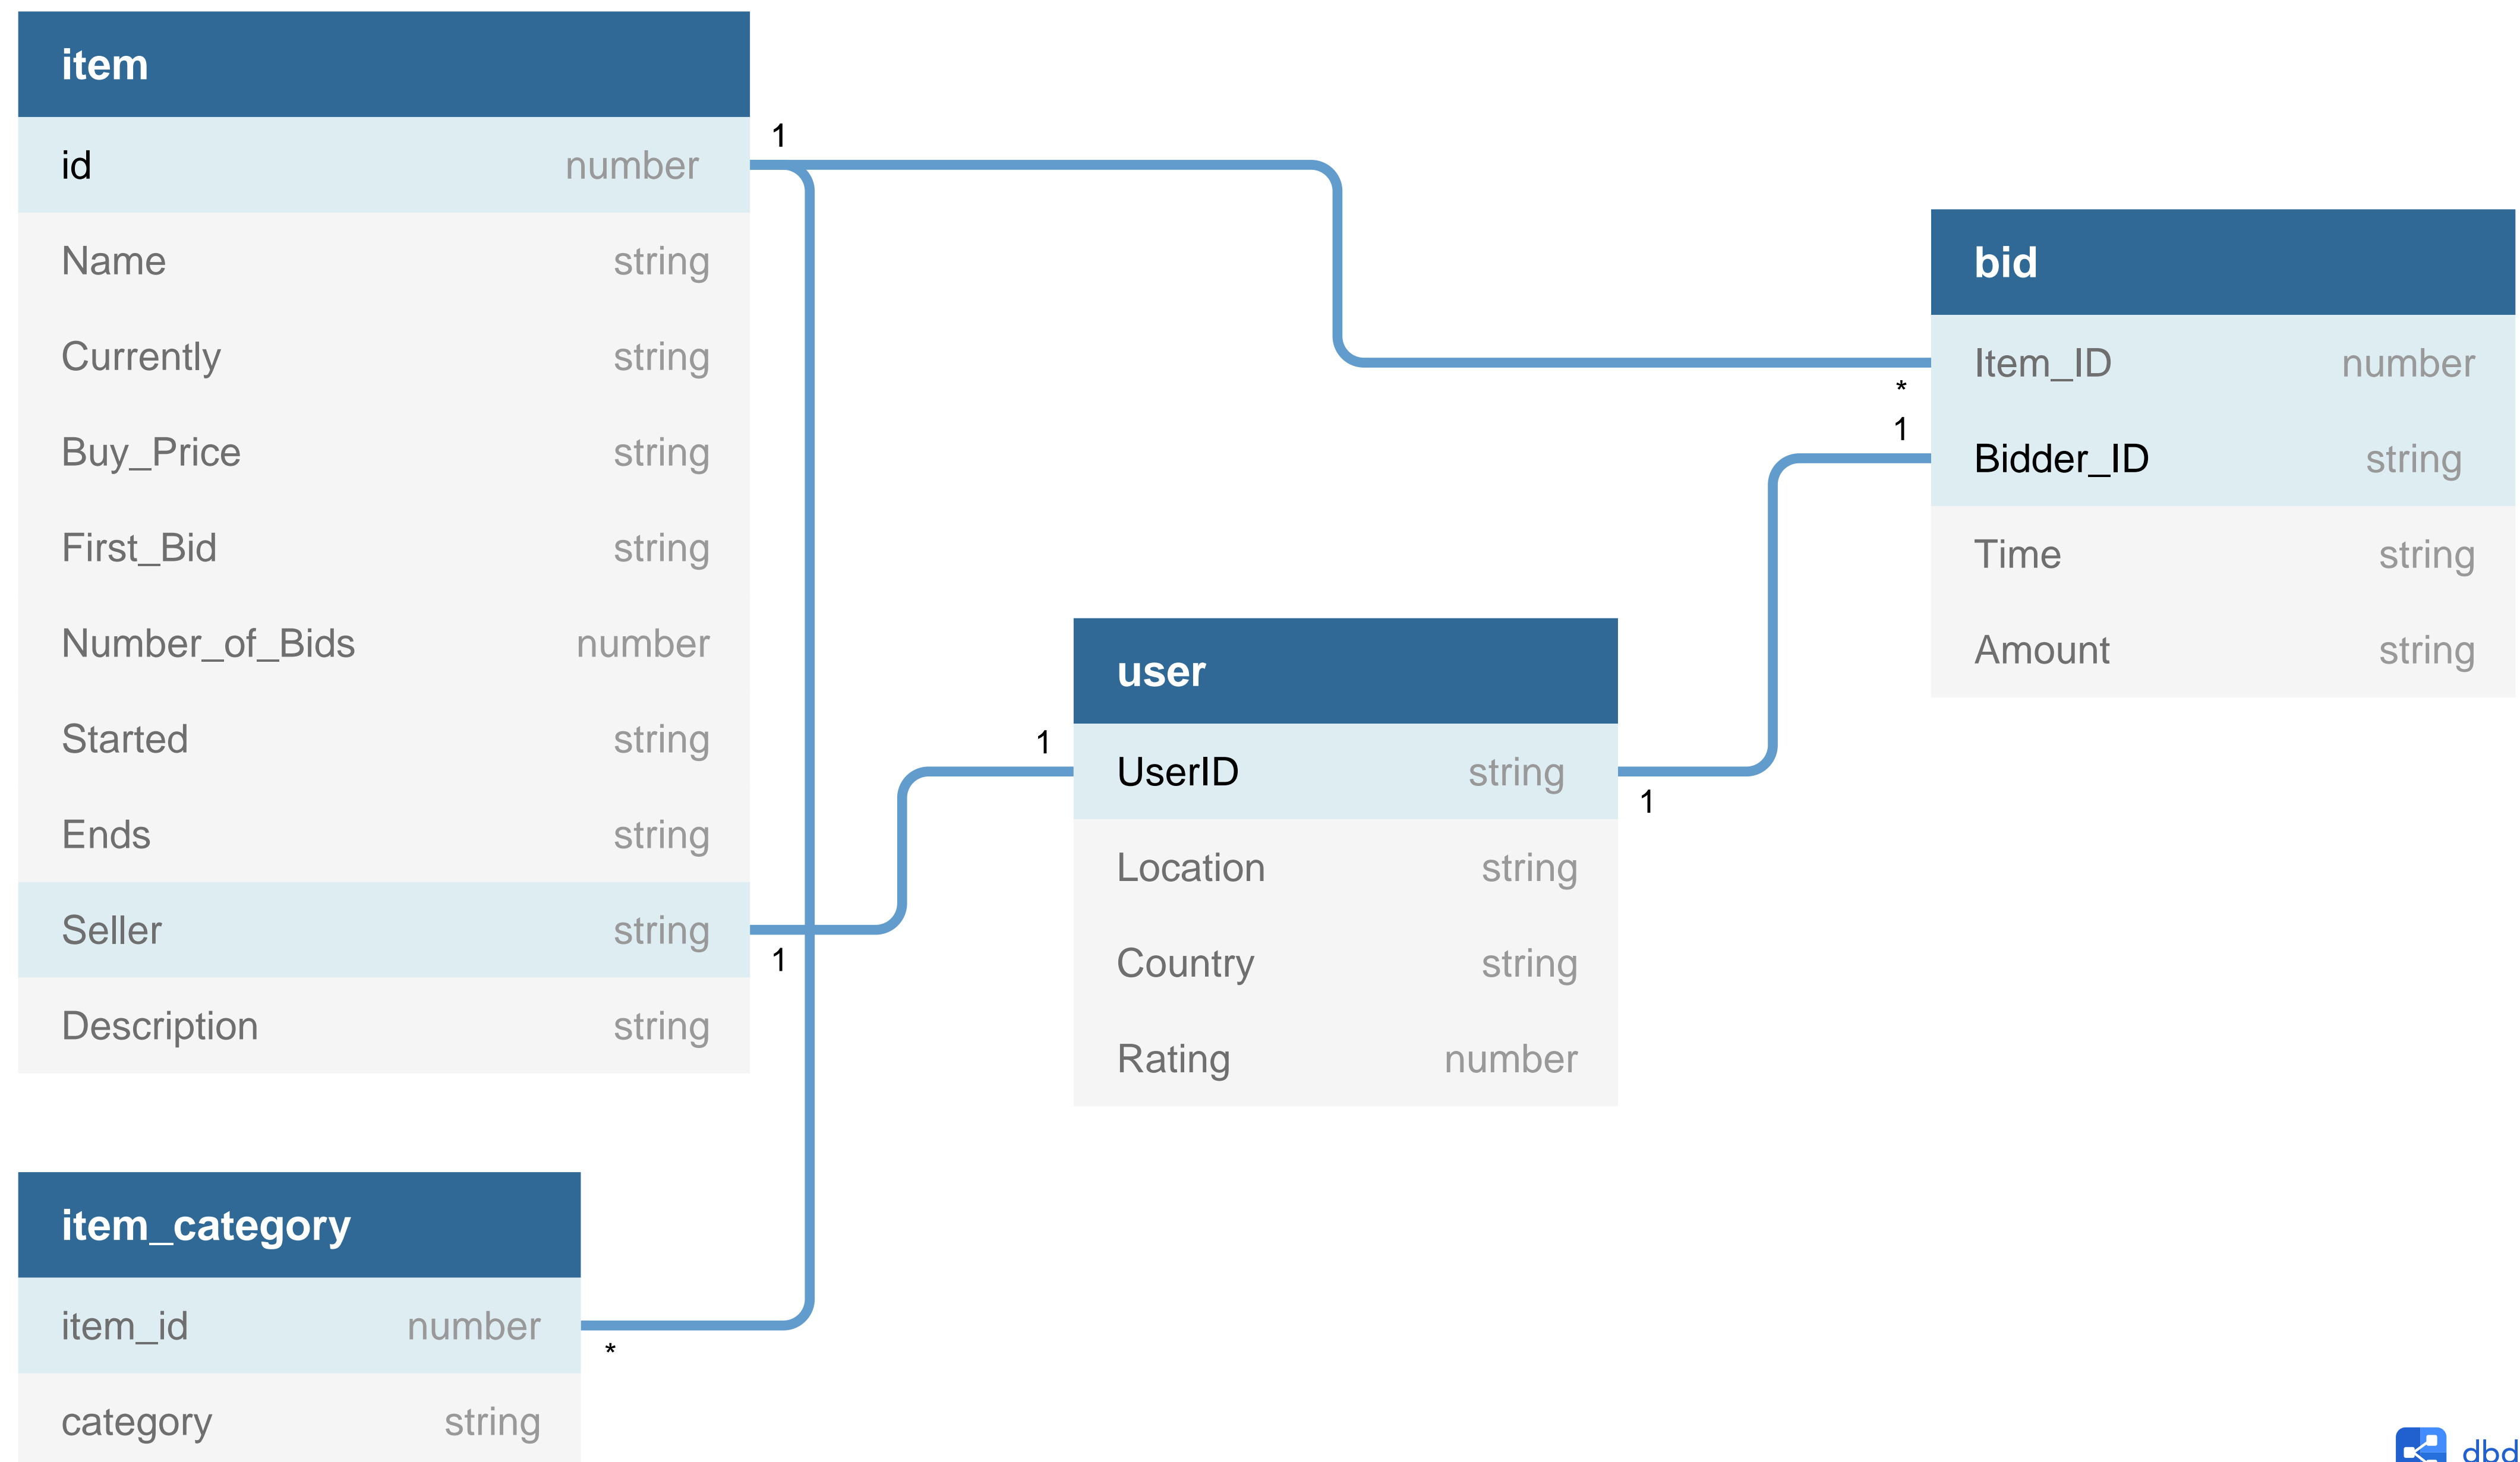 item
id number
Name string
Currently string
Buy_Price string
First_Bid string
Number_of_Bids number
Started string
Ends string
Seller string
Description string
1
1
item_category
item_id number
category string
*
user
UserID string
Location string
Country string
Rating number
1
1
bid
Item_ID number
Bidder_ID string
Time string
Amount string
*
1
dbd